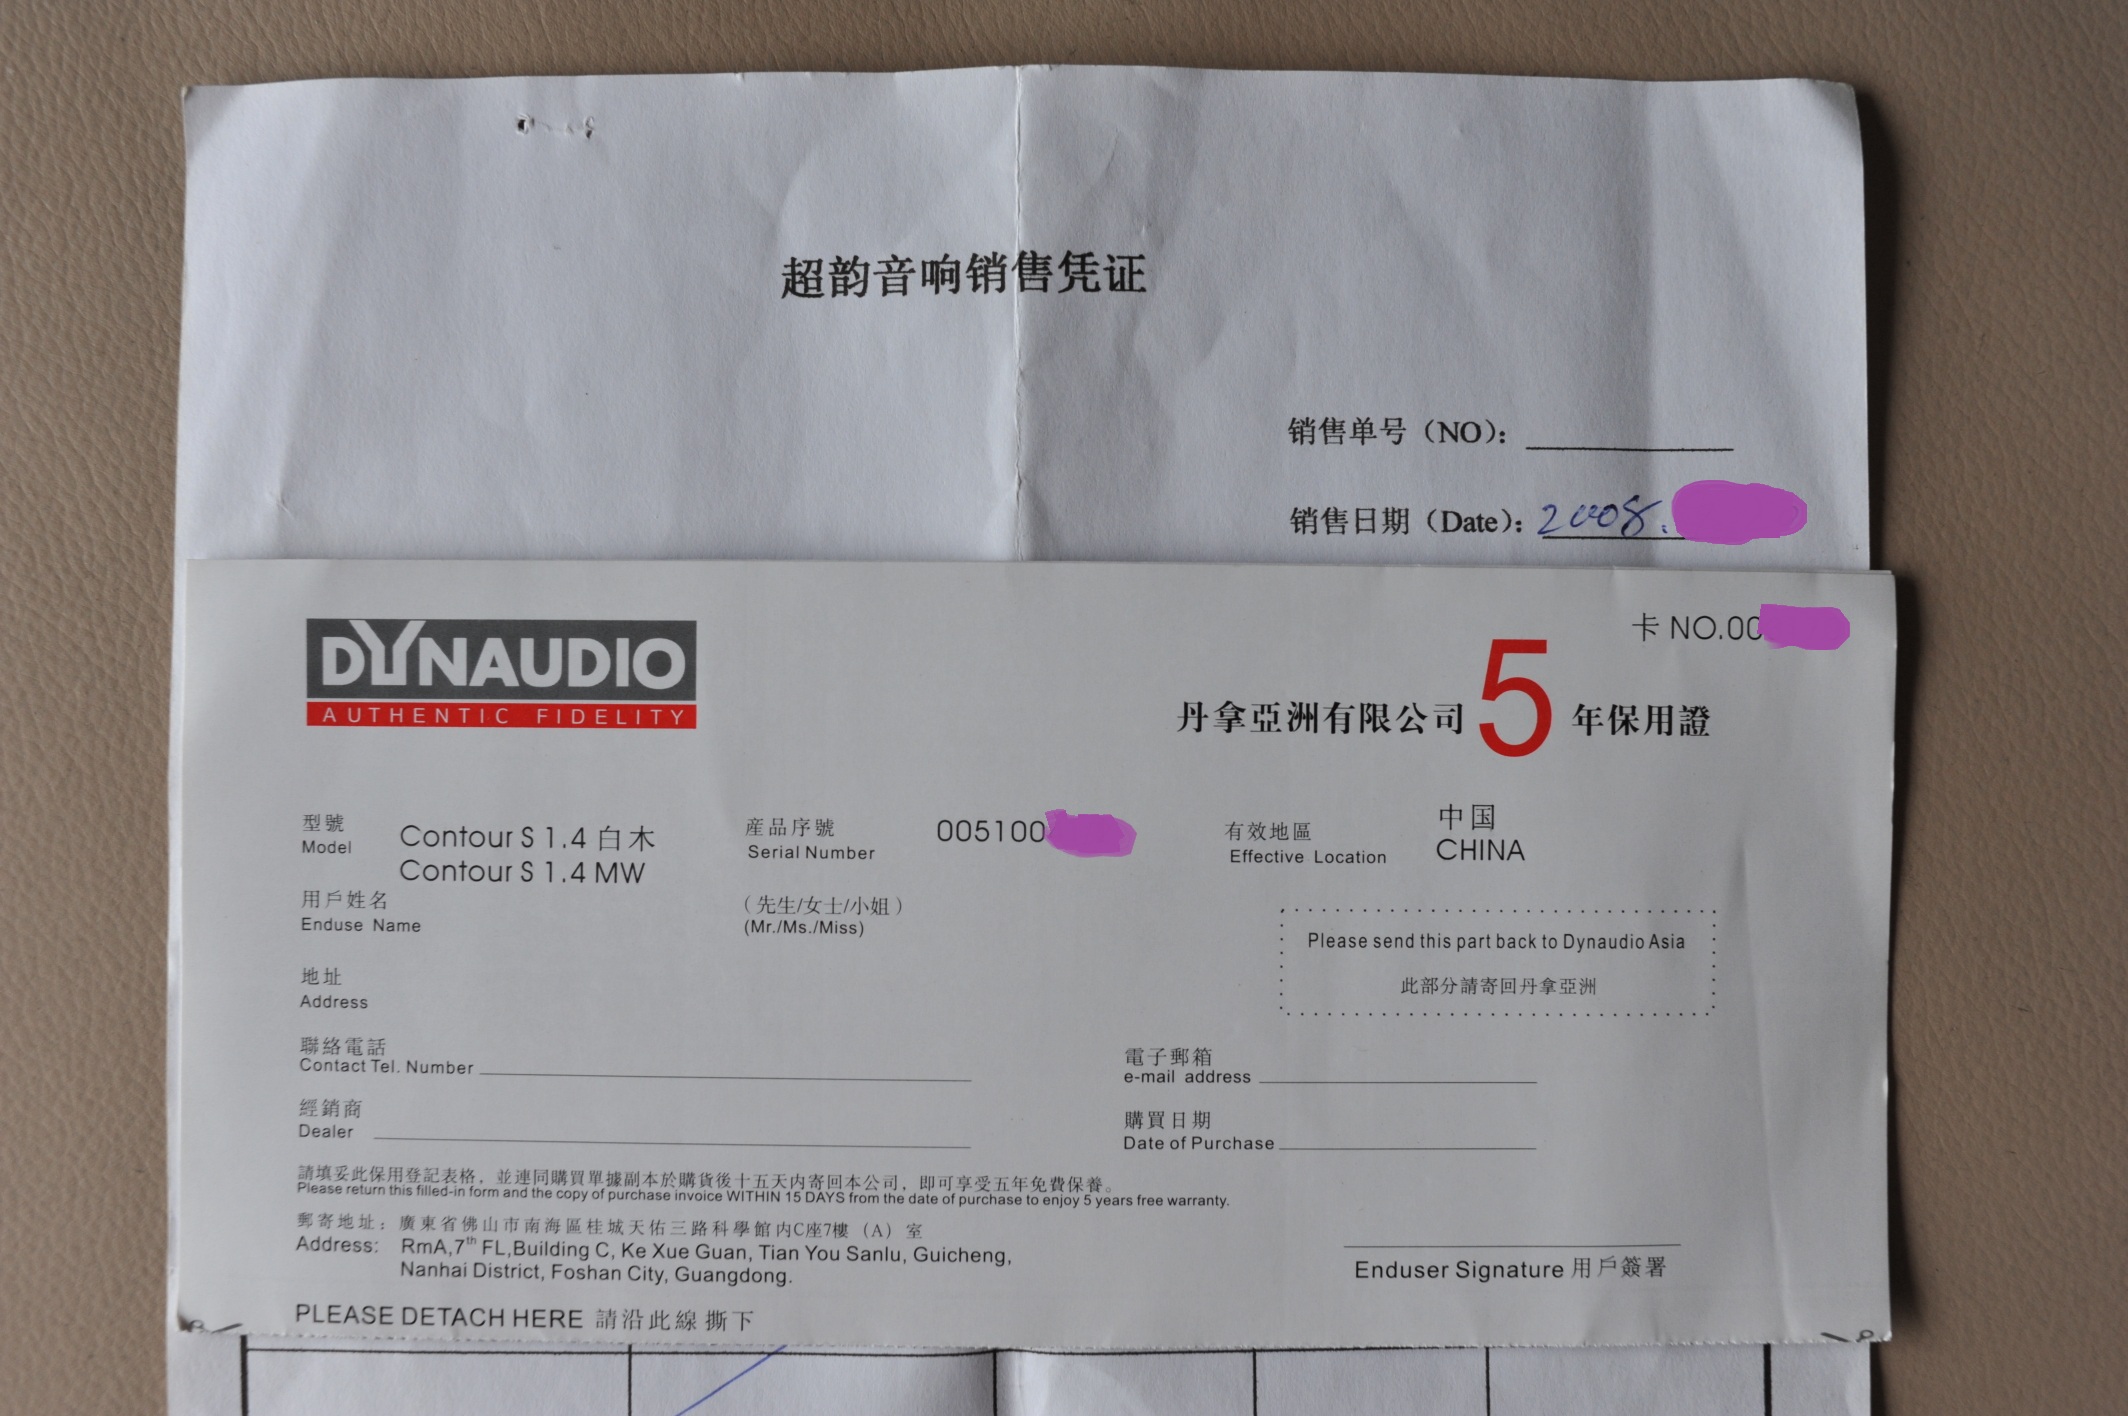 超韵音响销售凭证
销售单号（NO）：
销售日期（Date）：2008.
DYNAUDIO
AUTHENTIC FIDELITY
卡 NO.00
丹拿亞洲有限公司 5 年保用證
型號 Model
Contour S 1.4 白木
Contour S 1.4 MW
産品序號
Serial Number
005100
有效地區
Effective Location
中国
CHINA
用戶姓名
Enduse Name
（先生/女士/小姐）
(Mr./Ms./Miss)
Please send this part back to Dynaudio Asia
此部分請寄回丹拿亞洲
地址
Address
聯絡電話
Contact Tel. Number
電子郵箱
e-mail address
經銷商
Dealer
購買日期
Date of Purchase
請填妥此保用登記表格，並連同購買單據副本於購貨後十五天内寄回本公司，即可享受五年免費保養。
Please return this filled-in form and the copy of purchase invoice WITHIN 15 DAYS from the date of purchase to enjoy 5 years free warranty.
郵寄地址：廣東省佛山市南海區桂城天佑三路科學館内C座7樓（A）室
Address: RmA,7th FL,Building C, Ke Xue Guan, Tian You Sanlu, Guicheng,
Nanhai District, Foshan City, Guangdong.
Enduser Signature 用戶簽署
PLEASE DETACH HERE 請沿此線撕下